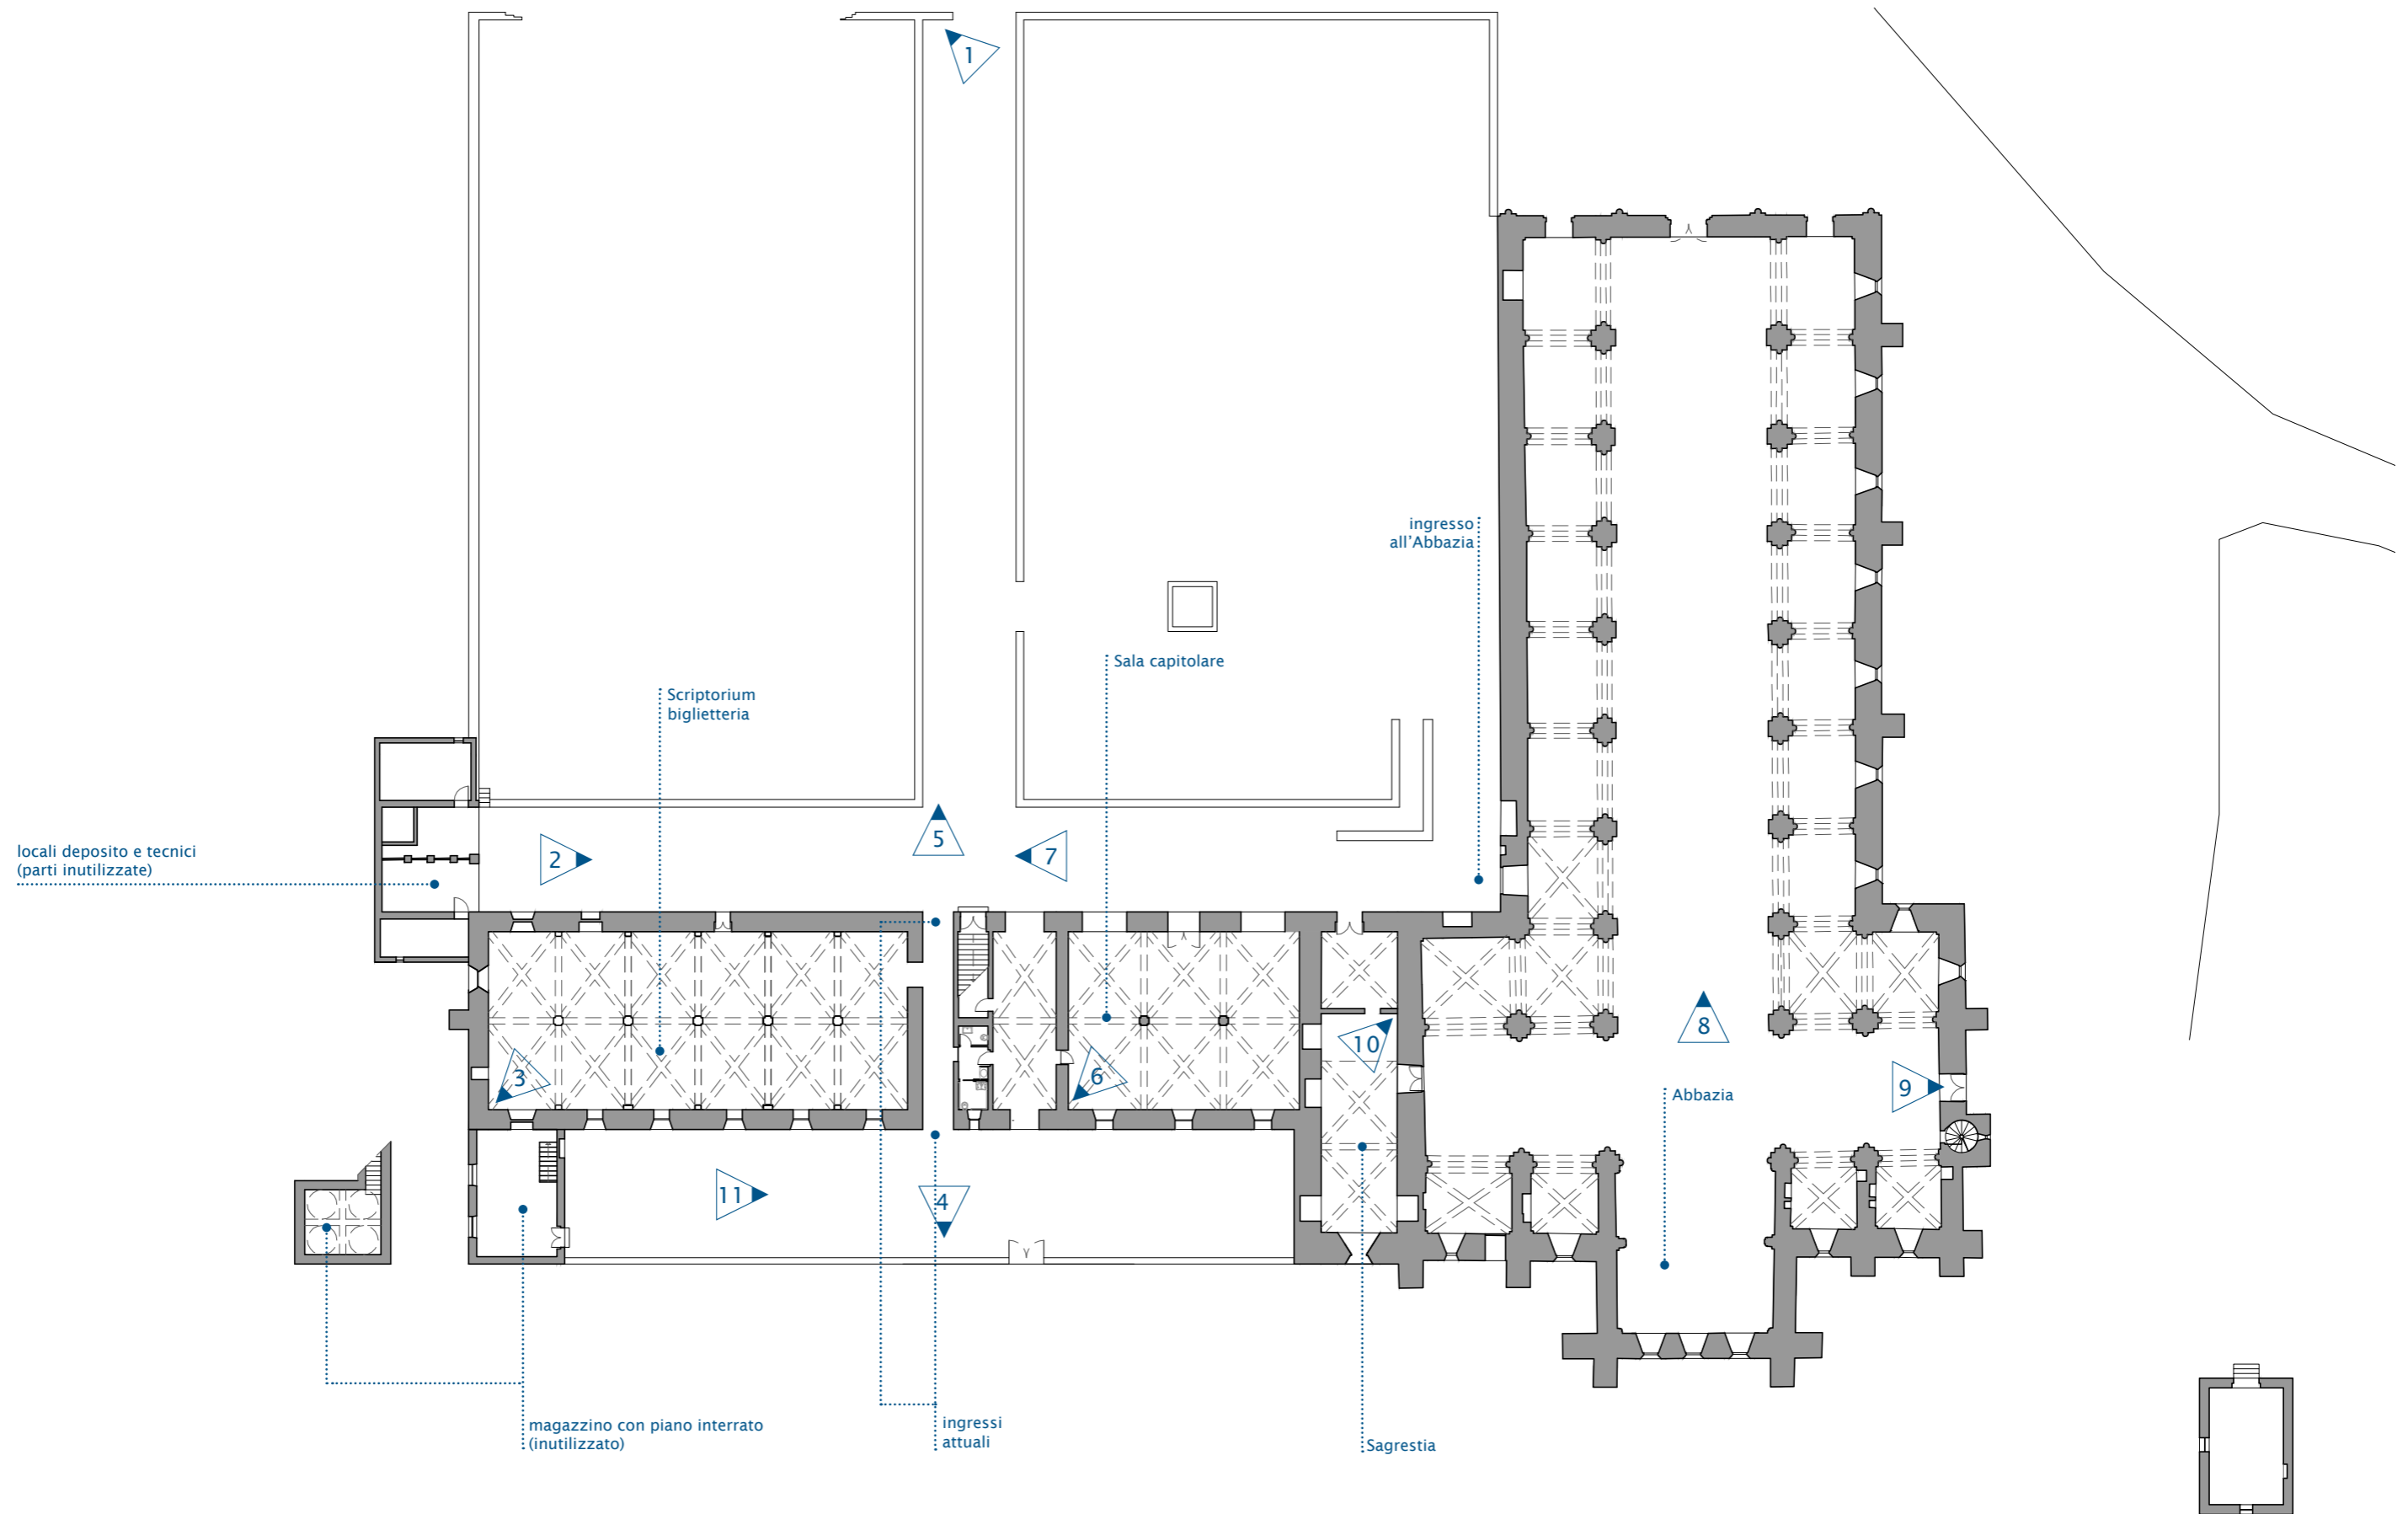 1
ingresso
all'Abbazia
Sala capitolare
Scriptorium
biglietteria
locali deposito e tecnici
(parti inutilizzate)
2
5
7
3
6
10
8
9
Abbazia
11
4
magazzino con piano interrato
(inutilizzato)
ingressi
attuali
Sagrestia